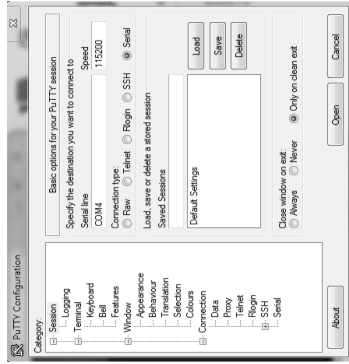 PuTTY Configuration
Category:
Session
Logging
Terminal
Keyboard
Bell
Features
Window
Appearance
Behaviour
Translation
Selection
Colours
Connection
Data
Proxy
Telnet
Rlogin
SSH
Serial
Basic options for your PuTTY session
Specify the destination you want to connect to
Serial line Speed
COM4 115200
Connection type:
Raw Telnet Rlogin SSH Serial
Load, save or delete a stored session
Saved Sessions
Default Settings
Load
Save
Delete
Close window on exit:
Always Never Only on clean exit
About Open Cancel